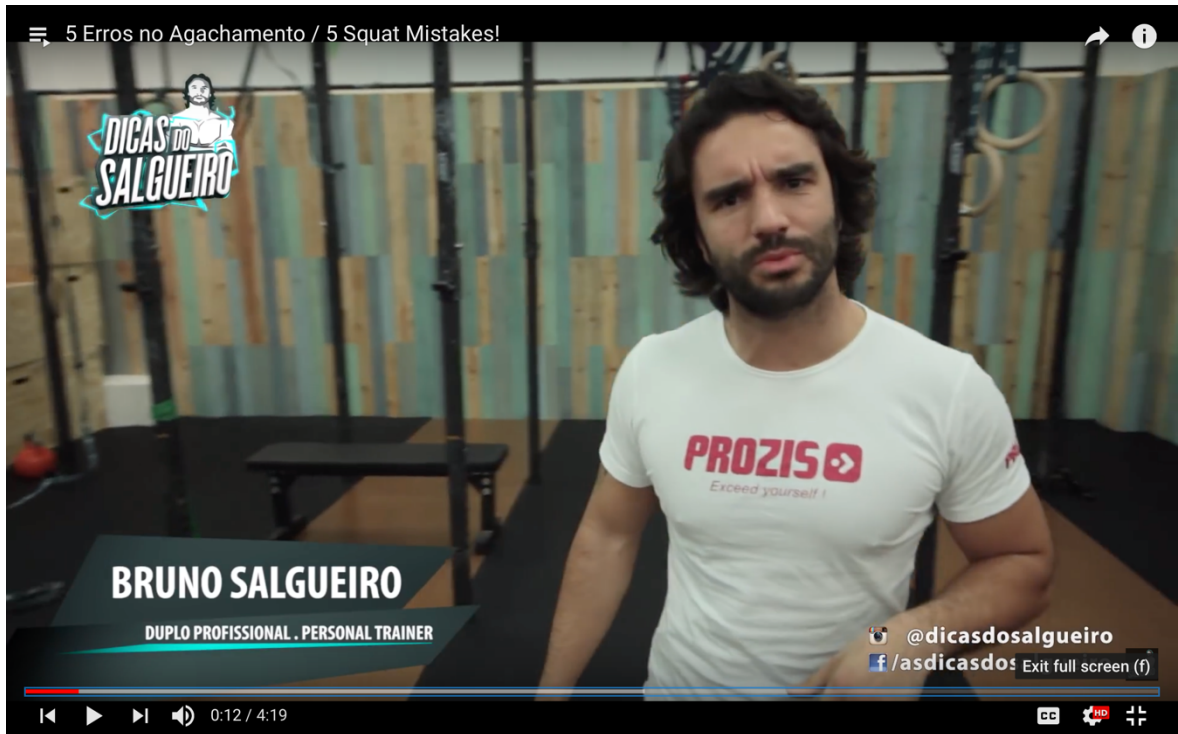 5 Erros no Agachamento / 5 Squat Mistakes!
DICAS DO
SALGUEIRO
PROZIS
Exceed yourself !
BRUNO SALGUEIRO
DUPLO PROFISSIONAL . PERSONAL TRAINER
@dicasdosalgueiro
/asdicasdos
Exit full screen (f)
0:12 / 4:19
CC
HD